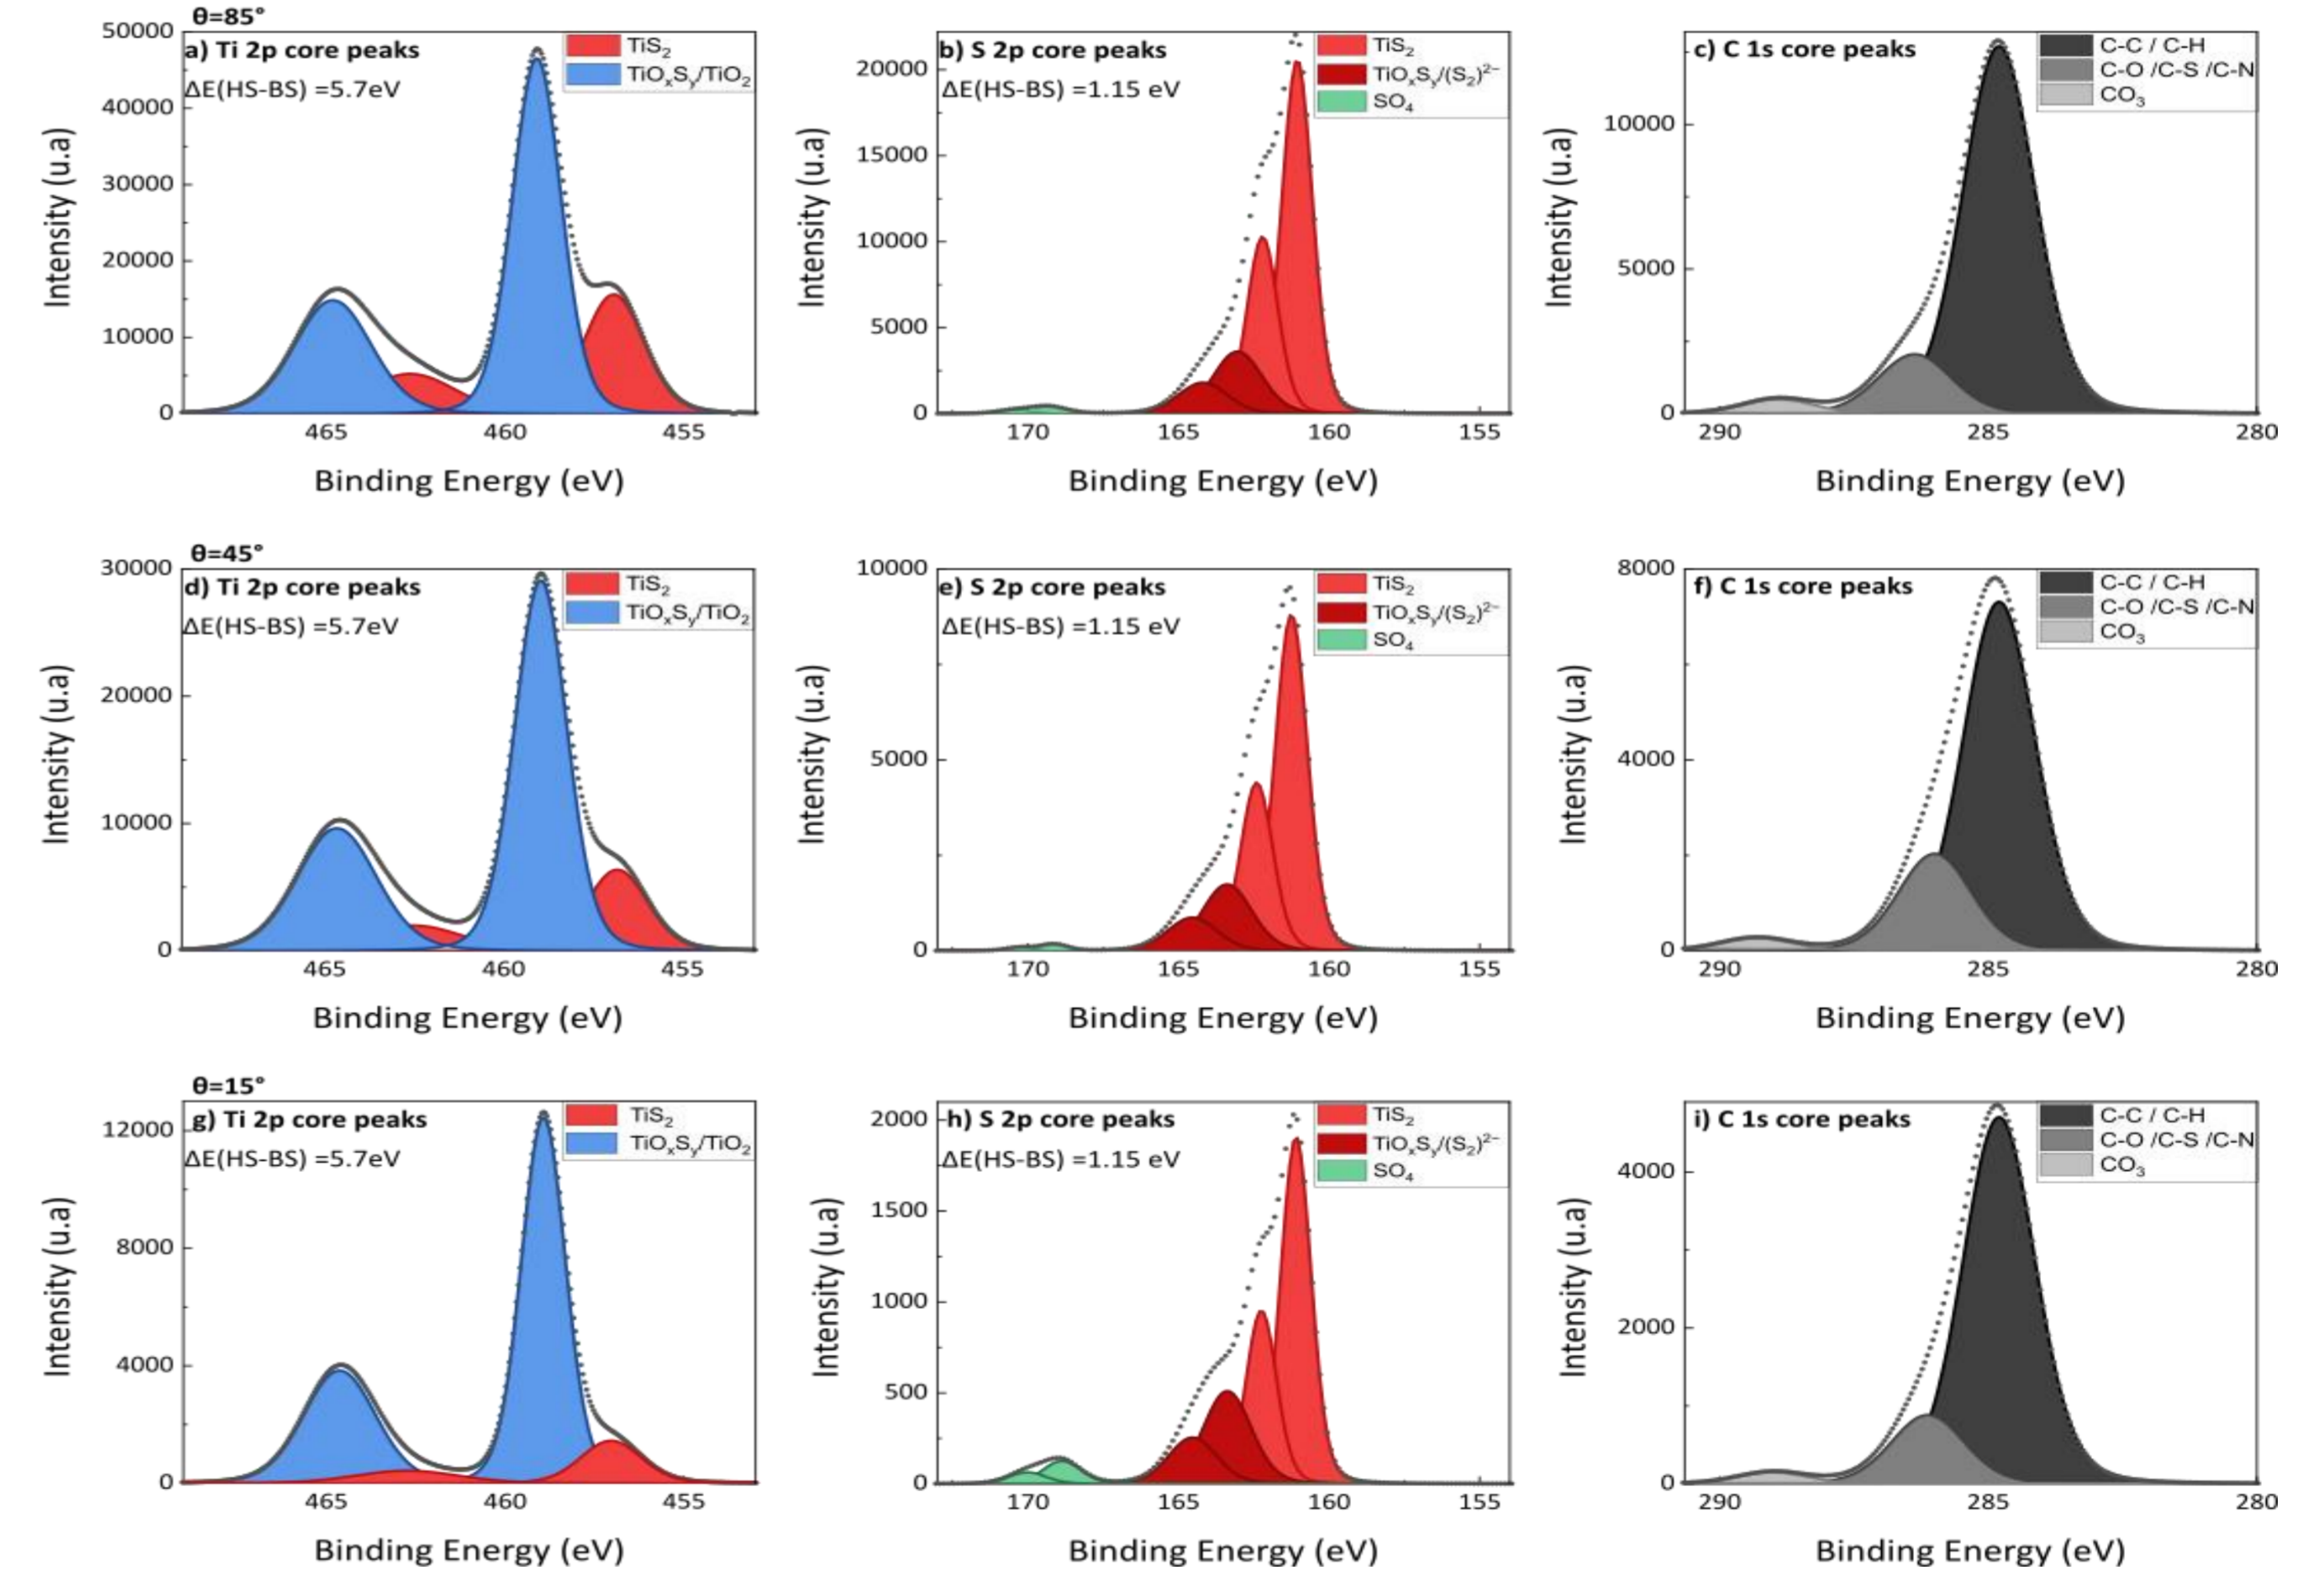 θ=85°
a) Ti 2p core peaks
ΔE(HS-BS) =5.7eV
TiS₂
TiOₓSᵧ/TiO₂
50000
40000
30000
20000
10000
0
465
460
455
Intensity (u.a)
Binding Energy (eV)
b) S 2p core peaks
ΔE(HS-BS) =1.15 eV
TiS₂
TiOₓSᵧ/(S₂)²⁻
SO₄
20000
15000
10000
5000
0
170
165
160
155
Intensity (u.a)
Binding Energy (eV)
c) C 1s core peaks
C-C / C-H
C-O /C-S /C-N
CO₃
10000
5000
0
290
285
280
Intensity (u.a)
Binding Energy (eV)
θ=45°
d) Ti 2p core peaks
ΔE(HS-BS) =5.7eV
TiS₂
TiOₓSᵧ/TiO₂
30000
20000
10000
0
465
460
455
Intensity (u.a)
Binding Energy (eV)
e) S 2p core peaks
ΔE(HS-BS) =1.15 eV
TiS₂
TiOₓSᵧ/(S₂)²⁻
SO₄
10000
5000
0
170
165
160
155
Intensity (u.a)
Binding Energy (eV)
f) C 1s core peaks
C-C / C-H
C-O /C-S /C-N
CO₃
8000
4000
0
290
285
280
Intensity (u.a)
Binding Energy (eV)
θ=15°
g) Ti 2p core peaks
ΔE(HS-BS) =5.7eV
TiS₂
TiOₓSᵧ/TiO₂
12000
8000
4000
0
465
460
455
Intensity (u.a)
Binding Energy (eV)
h) S 2p core peaks
ΔE(HS-BS) =1.15 eV
TiS₂
TiOₓSᵧ/(S₂)²⁻
SO₄
2000
1500
1000
500
0
170
165
160
155
Intensity (u.a)
Binding Energy (eV)
i) C 1s core peaks
C-C / C-H
C-O /C-S /C-N
CO₃
4000
2000
0
290
285
280
Intensity (u.a)
Binding Energy (eV)